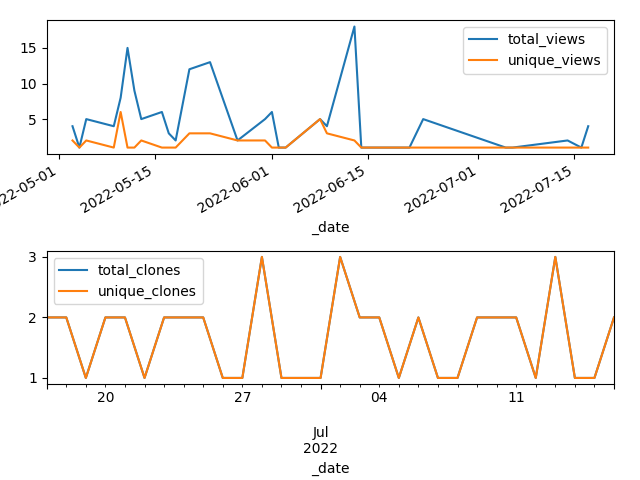 total_views
unique_views
15
10
5
2022-05-01
2022-05-15
2022-06-01
2022-06-15
2022-07-01
2022-07-15
_date
total_clones
unique_clones
3
2
1
20 27 04 11
Jul
2022
_date